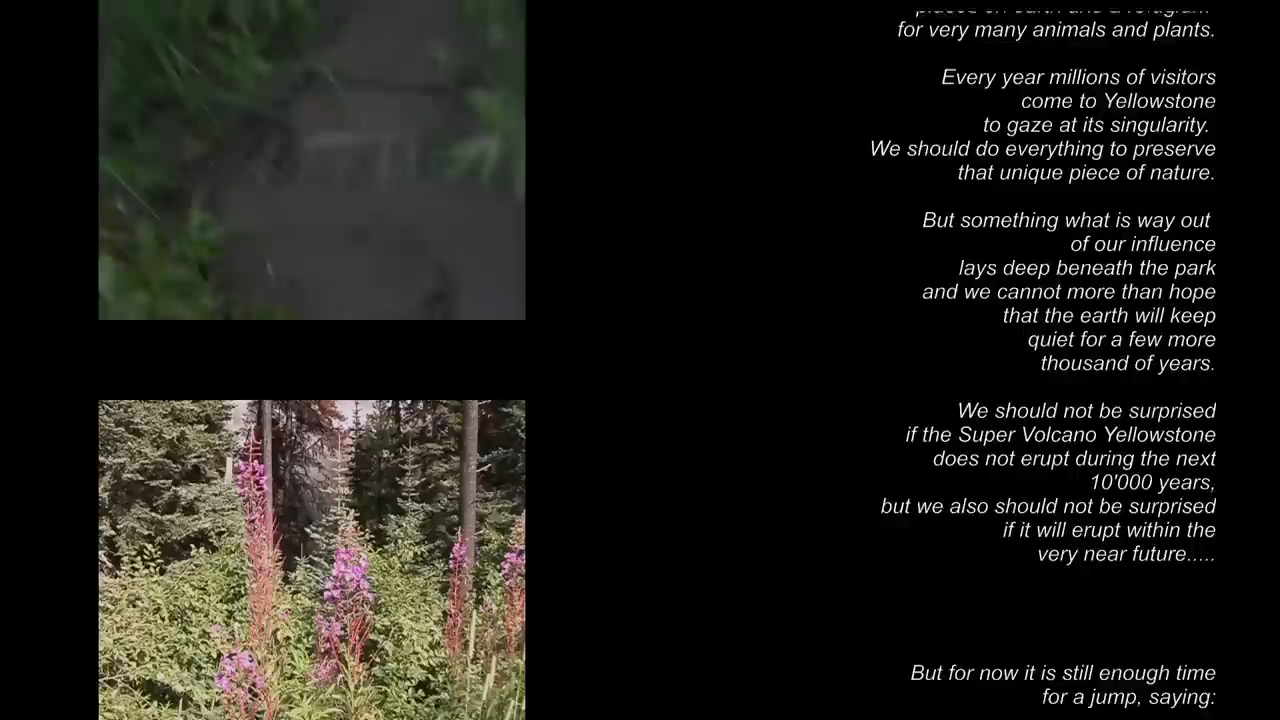 for very many animals and plants.
Every year millions of visitors
come to Yellowstone
to gaze at its singularity.
We should do everything to preserve
that unique piece of nature.
But something what is way out
of our influence
lays deep beneath the park
and we cannot more than hope
that the earth will keep
quiet for a few more
thousand of years.
We should not be surprised
if the Super Volcano Yellowstone
does not erupt during the next
10'000 years,
but we also should not be surprised
if it will erupt within the
very near future.....
But for now it is still enough time
for a jump, saying: